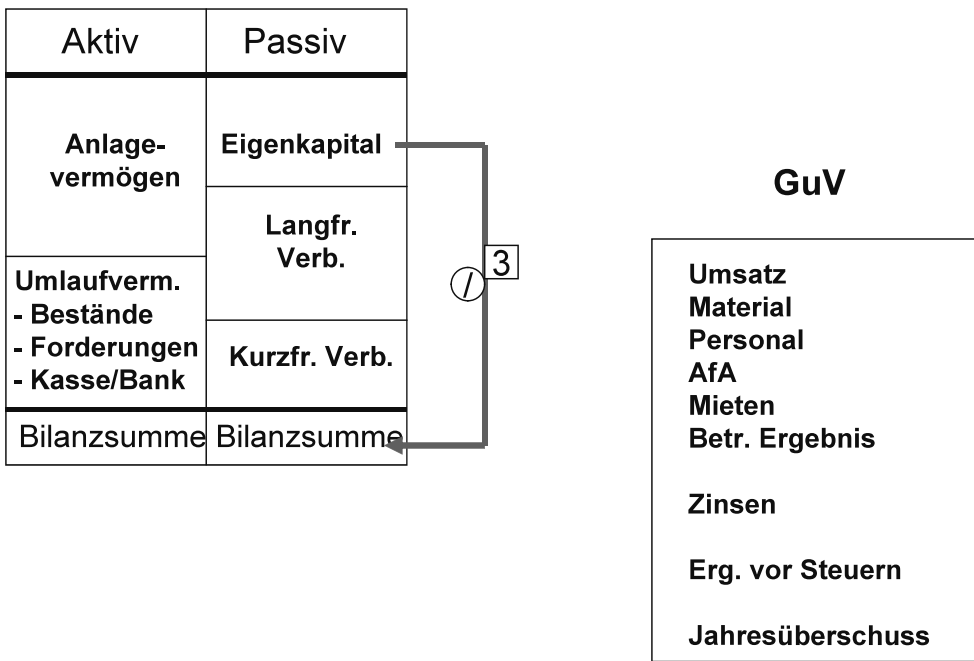 Aktiv
Passiv
Anlage-
vermögen
Umlaufverm.
- Bestände
- Forderungen
- Kasse/Bank
Bilanzsumme
Eigenkapital
Langfr.
Verb.
Kurzfr. Verb.
Bilanzsumme
/
3
GuV
Umsatz
Material
Personal
AfA
Mieten
Betr. Ergebnis
Zinsen
Erg. vor Steuern
Jahresüberschuss